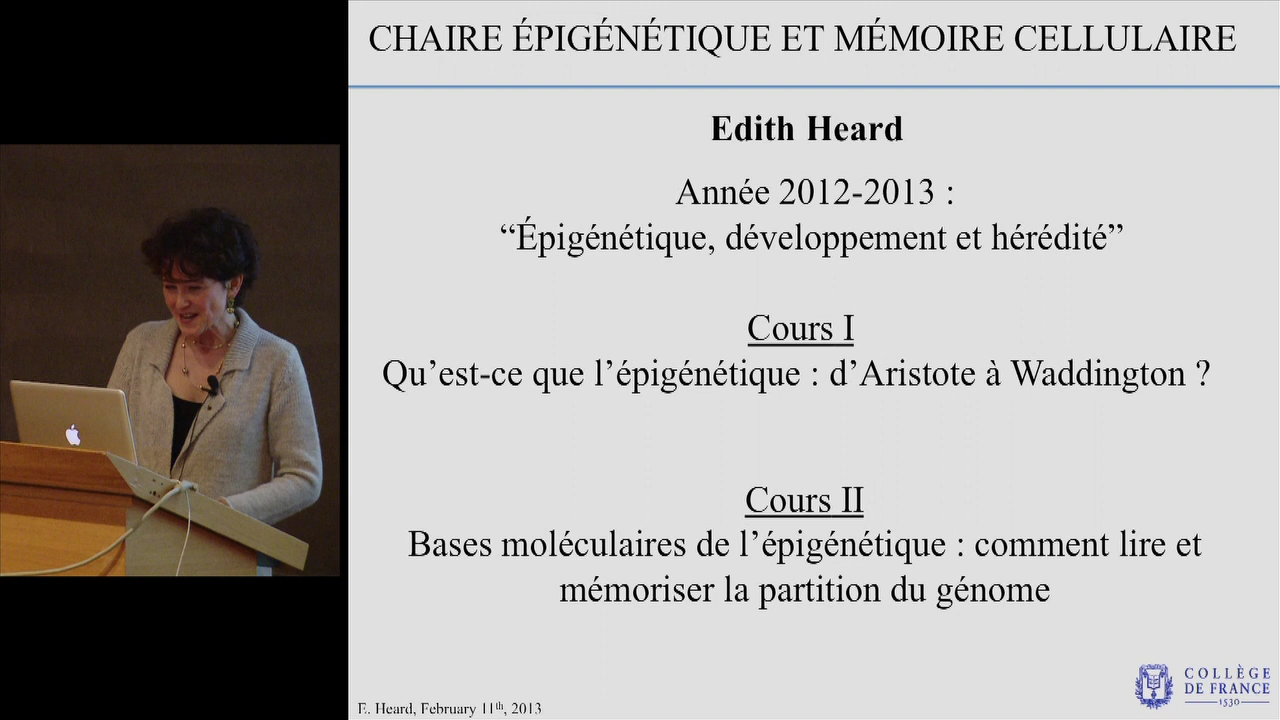 CHAIRE ÉPIGÉNÉTIQUE ET MÉMOIRE CELLULAIRE
Edith Heard
Année 2012-2013 :
“Épigénétique, développement et hérédité”
Cours I
Qu’est-ce que l’épigénétique : d’Aristote à Waddington ?
Cours II
Bases moléculaires de l’épigénétique : comment lire et
mémoriser la partition du génome
COLLÈGE
DE FRANCE
1530
E. Heard, February 11th, 2013